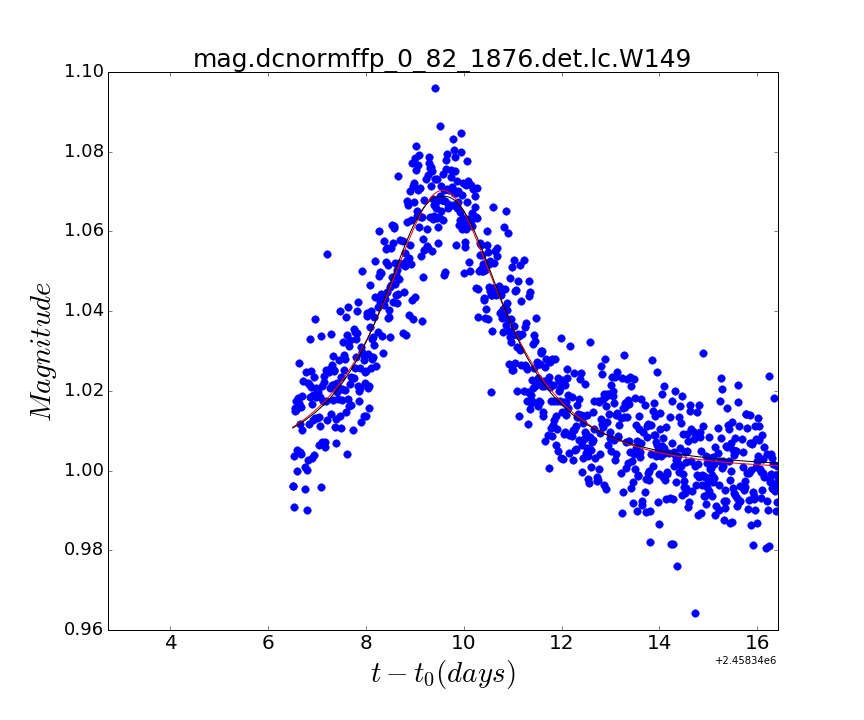 mag.dcnormffp_0_82_1876.det.lc.W149
1.10
1.08
1.06
1.04
1.02
1.00
0.98
0.96
Magnitude
4 6 8 10 12 14 16
+2.45834e6
t − t₀(days)